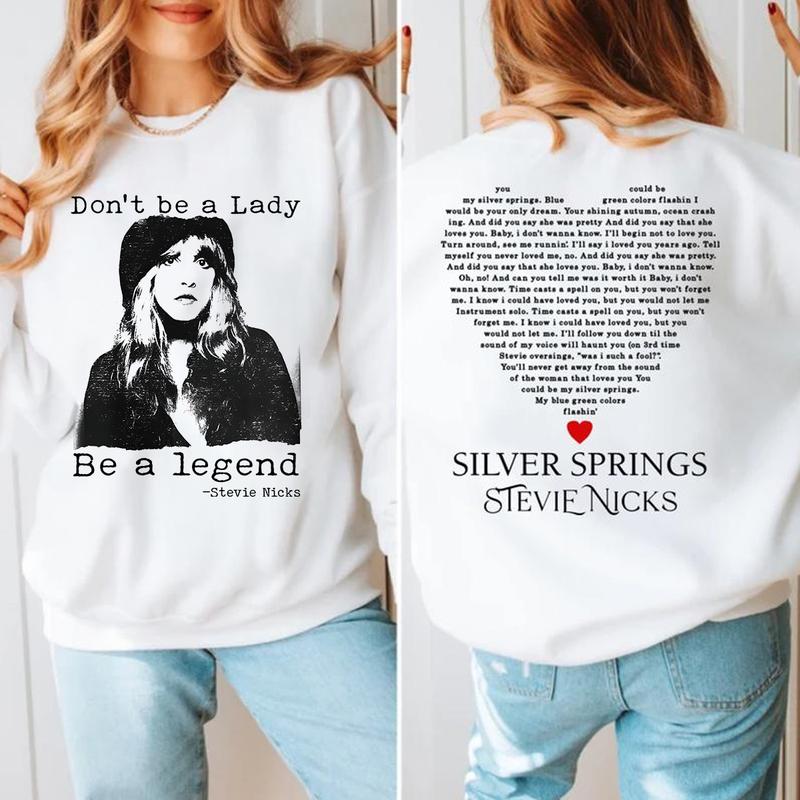 Don't be a Lady
Be a legend
-Stevie Nicks
you could be
my silver springs. Blue green colors flashin I
would be your only dream. Your shining autumn, ocean crash
ing. And did you say she was pretty And did you say that she
loves you. Baby, i don't wanna know. I'll begin not to love you.
Turn around, see me runnin'. I'll say i loved you years ago. Tell
myself you never loved me, no. And did you say she was pretty.
And did you say that she loves you. Baby, i don't wanna know.
Oh, no! And can you tell me was it worth it Baby, i don't
wanna know. Time casts a spell on you, but you won't forget
me. I know i could have loved you, but you would not let me
Instrument solo. Time casts a spell on you, but you won't
forget me. I know i could have loved you, but you
would not let me. I'll follow you down til the
sound of my voice will haunt you (on 3rd time
Stevie oversings, "was i such a fool?".
You'll never get away from the sound
of the woman that loves you You
could be my silver springs.
My blue green colors
flashin'
SILVER SPRINGS
STEVIE NICKS